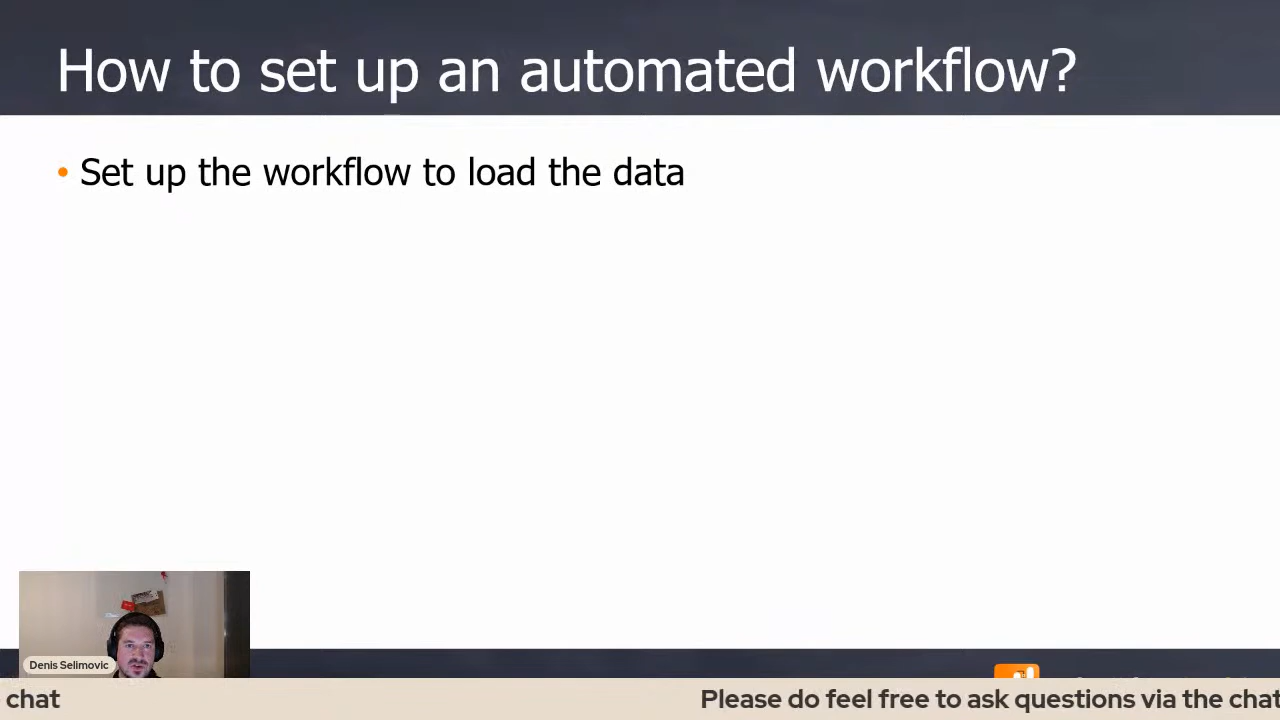 How to set up an automated workflow?
• Set up the workflow to load the data
Denis Selimovic
chat
Please do feel free to ask questions via the chat